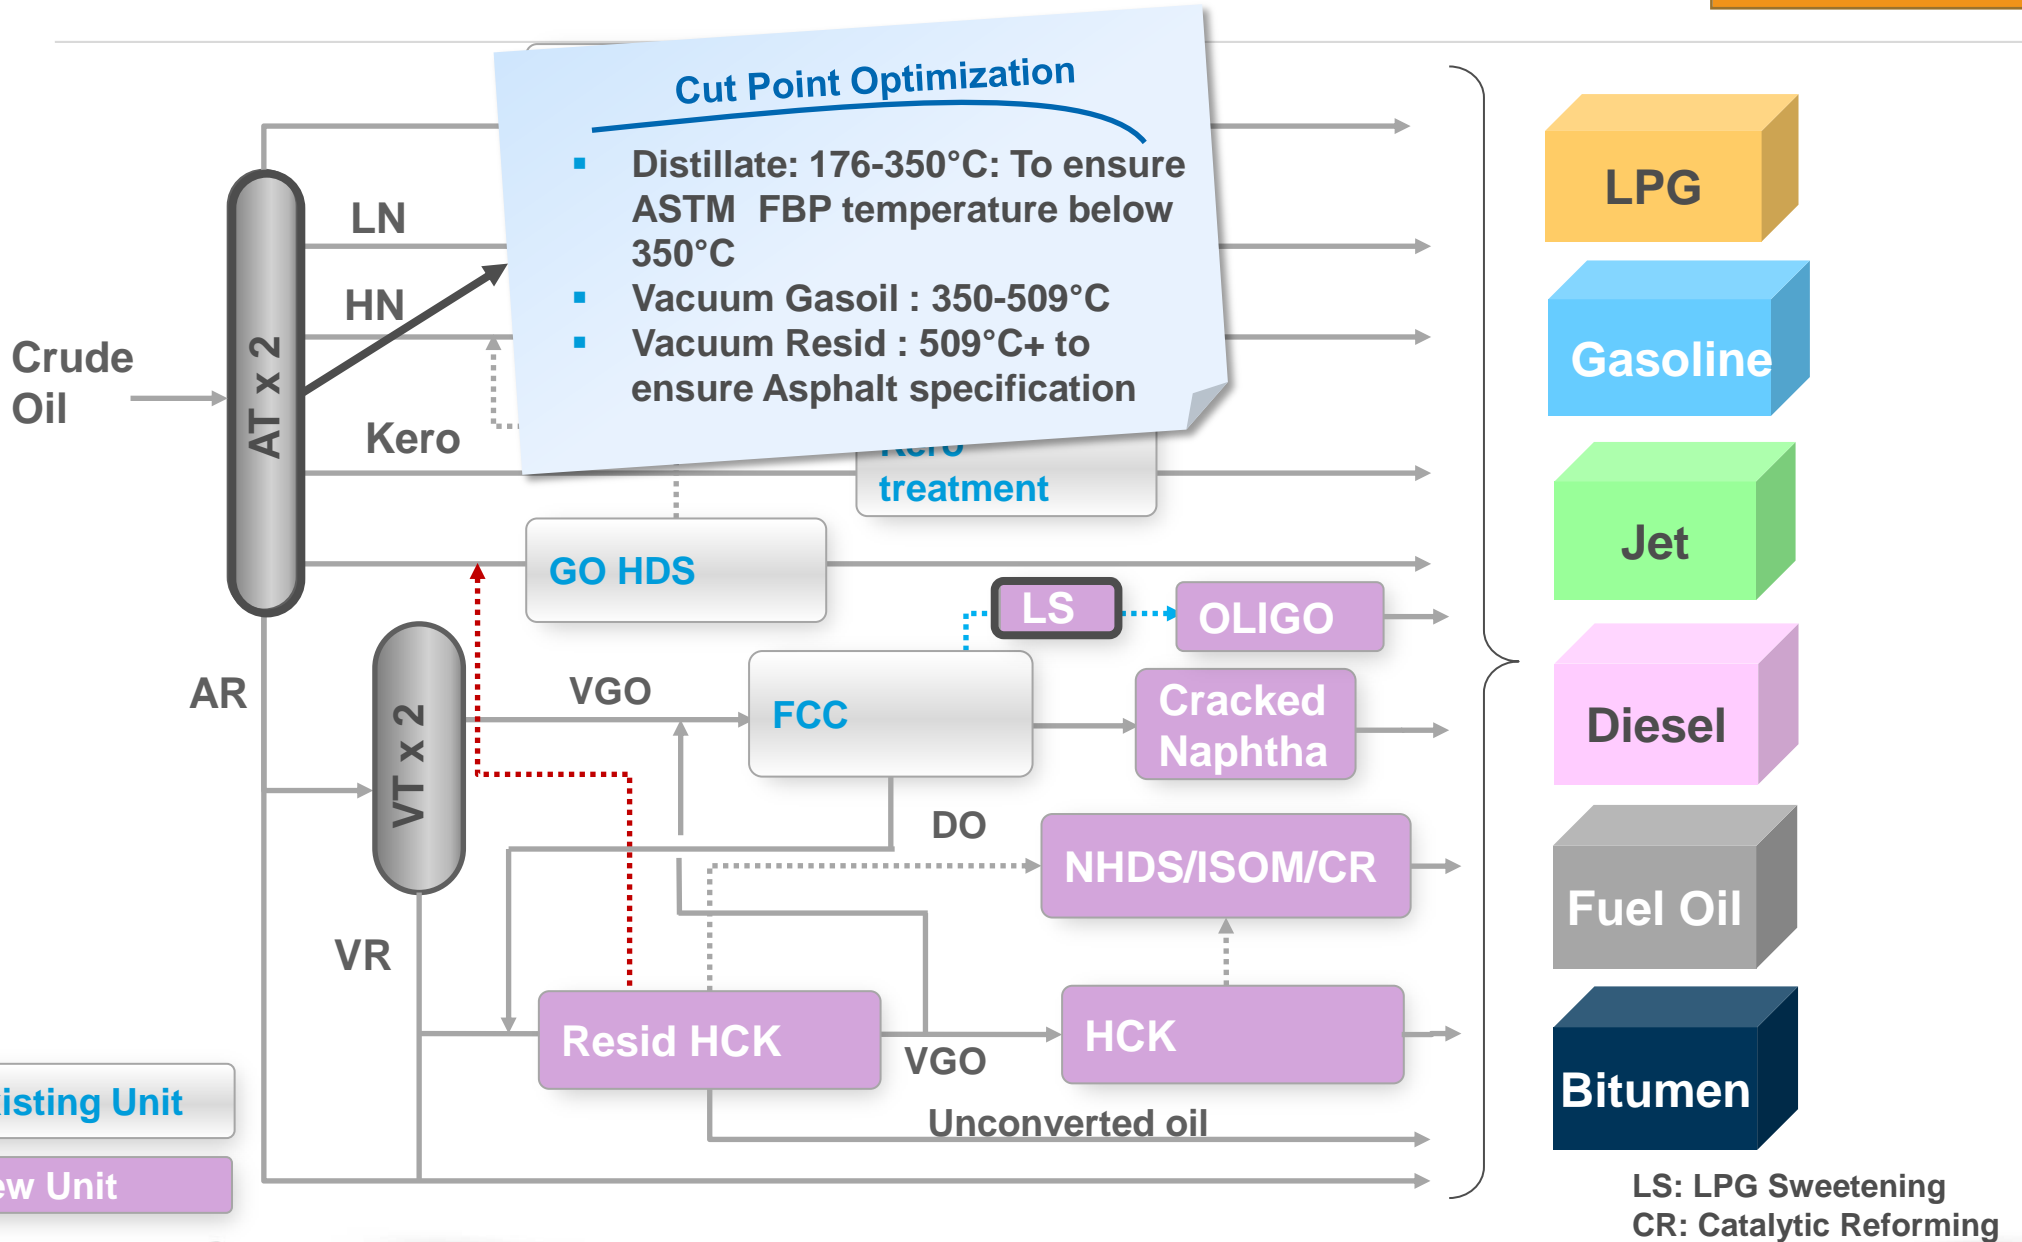 Cut Point Optimization
Distillate: 176-350°C: To ensure
ASTM FBP temperature below
350°C
Vacuum Gasoil : 350-509°C
Vacuum Resid : 509°C+ to
ensure Asphalt specification
LN
HN
Crude
Oil
AT x 2
Kero
Kero
treatment
GO HDS
LS
OLIGO
AR
VT x 2
VGO
FCC
Cracked
Naphtha
DO
NHDS/ISOM/CR
VR
Resid HCK
VGO
HCK
Unconverted oil
isting Unit
ew Unit
LPG
Gasoline
Jet
Diesel
Fuel Oil
Bitumen
LS: LPG Sweetening
CR: Catalytic Reforming